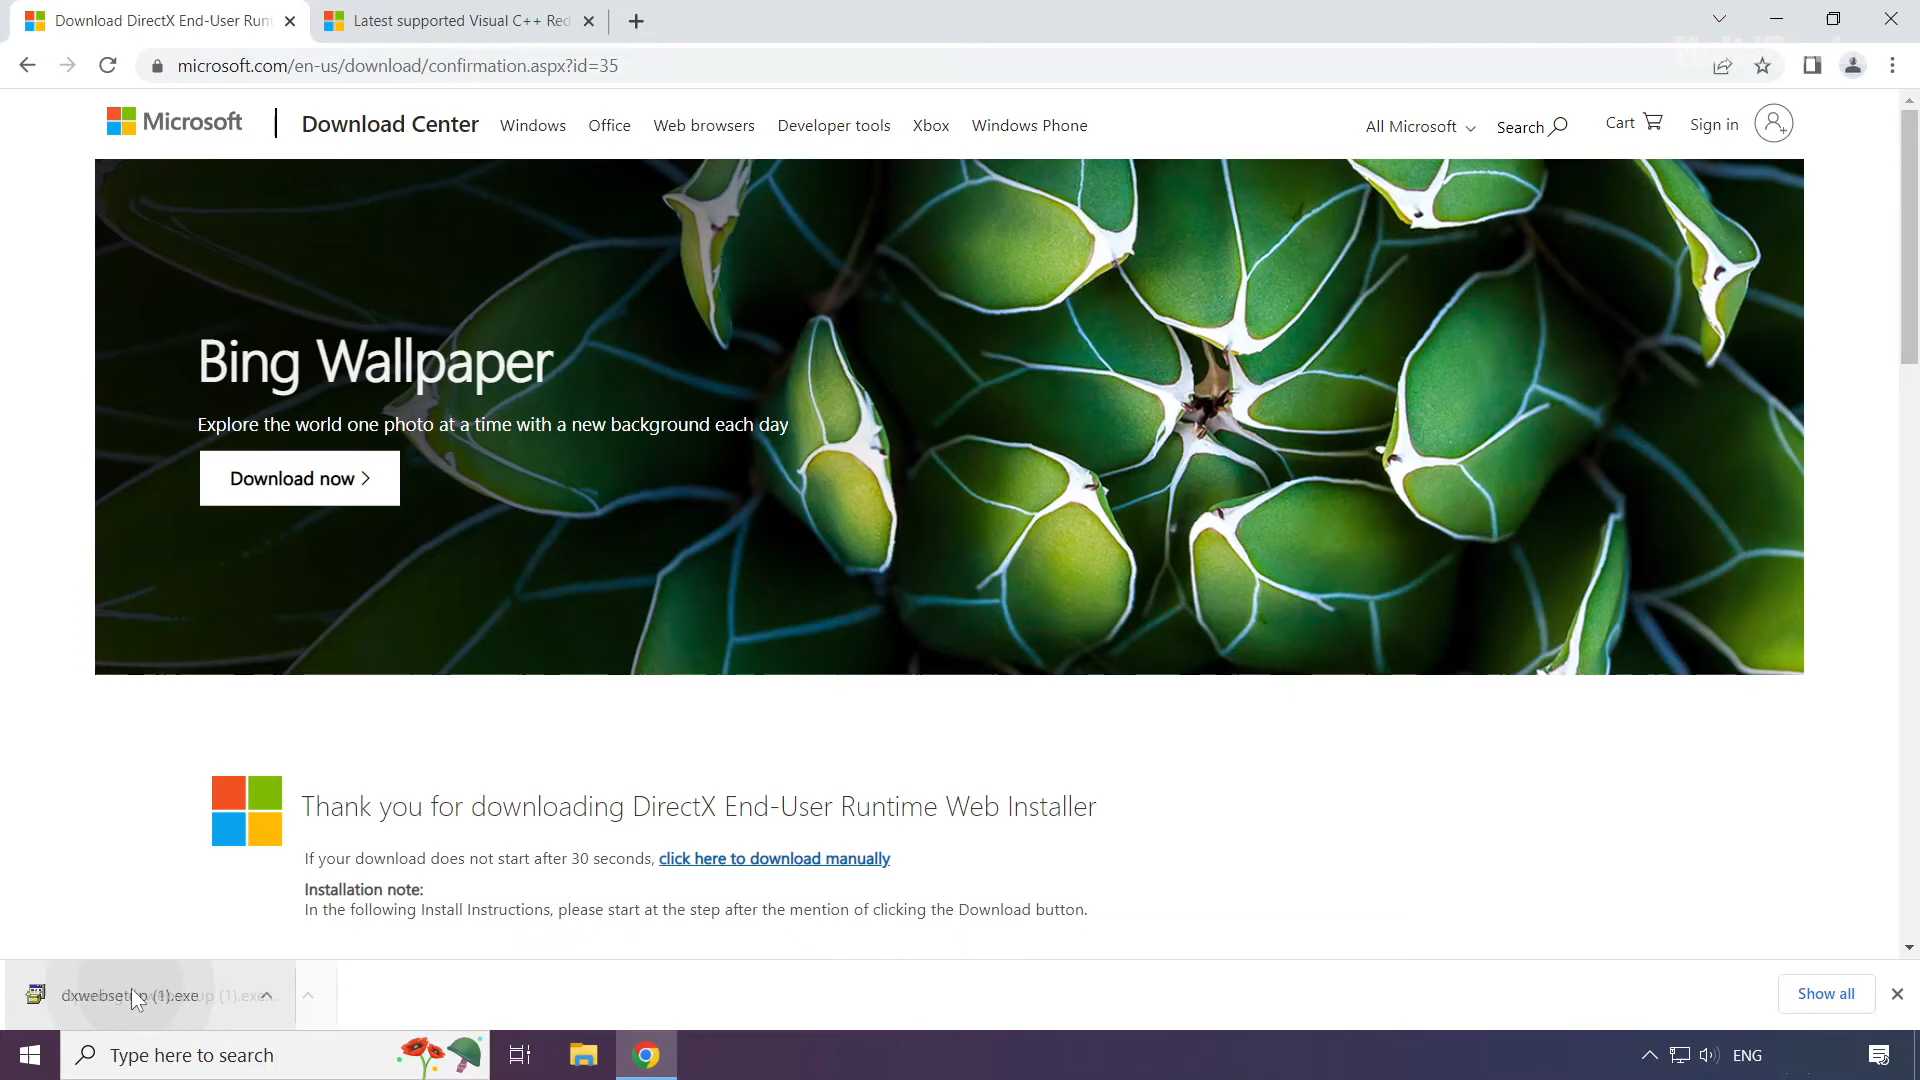 Download DirectX End-User Runt
Latest supported Visual C++ Red
microsoft.com/en-us/download/confirmation.aspx?id=35
Microsoft
Download Center
Windows
Office
Web browsers
Developer tools
Xbox
Windows Phone
All Microsoft
Search
Cart
Sign in
Bing Wallpaper
Explore the world one photo at a time with a new background each day
Download now
Thank you for downloading DirectX End-User Runtime Web Installer
If your download does not start after 30 seconds, click here to download manually
Installation note:
In the following Install Instructions, please start at the step after the mention of clicking the Download button.
(1).exe
Show all
Type here to search
ENG